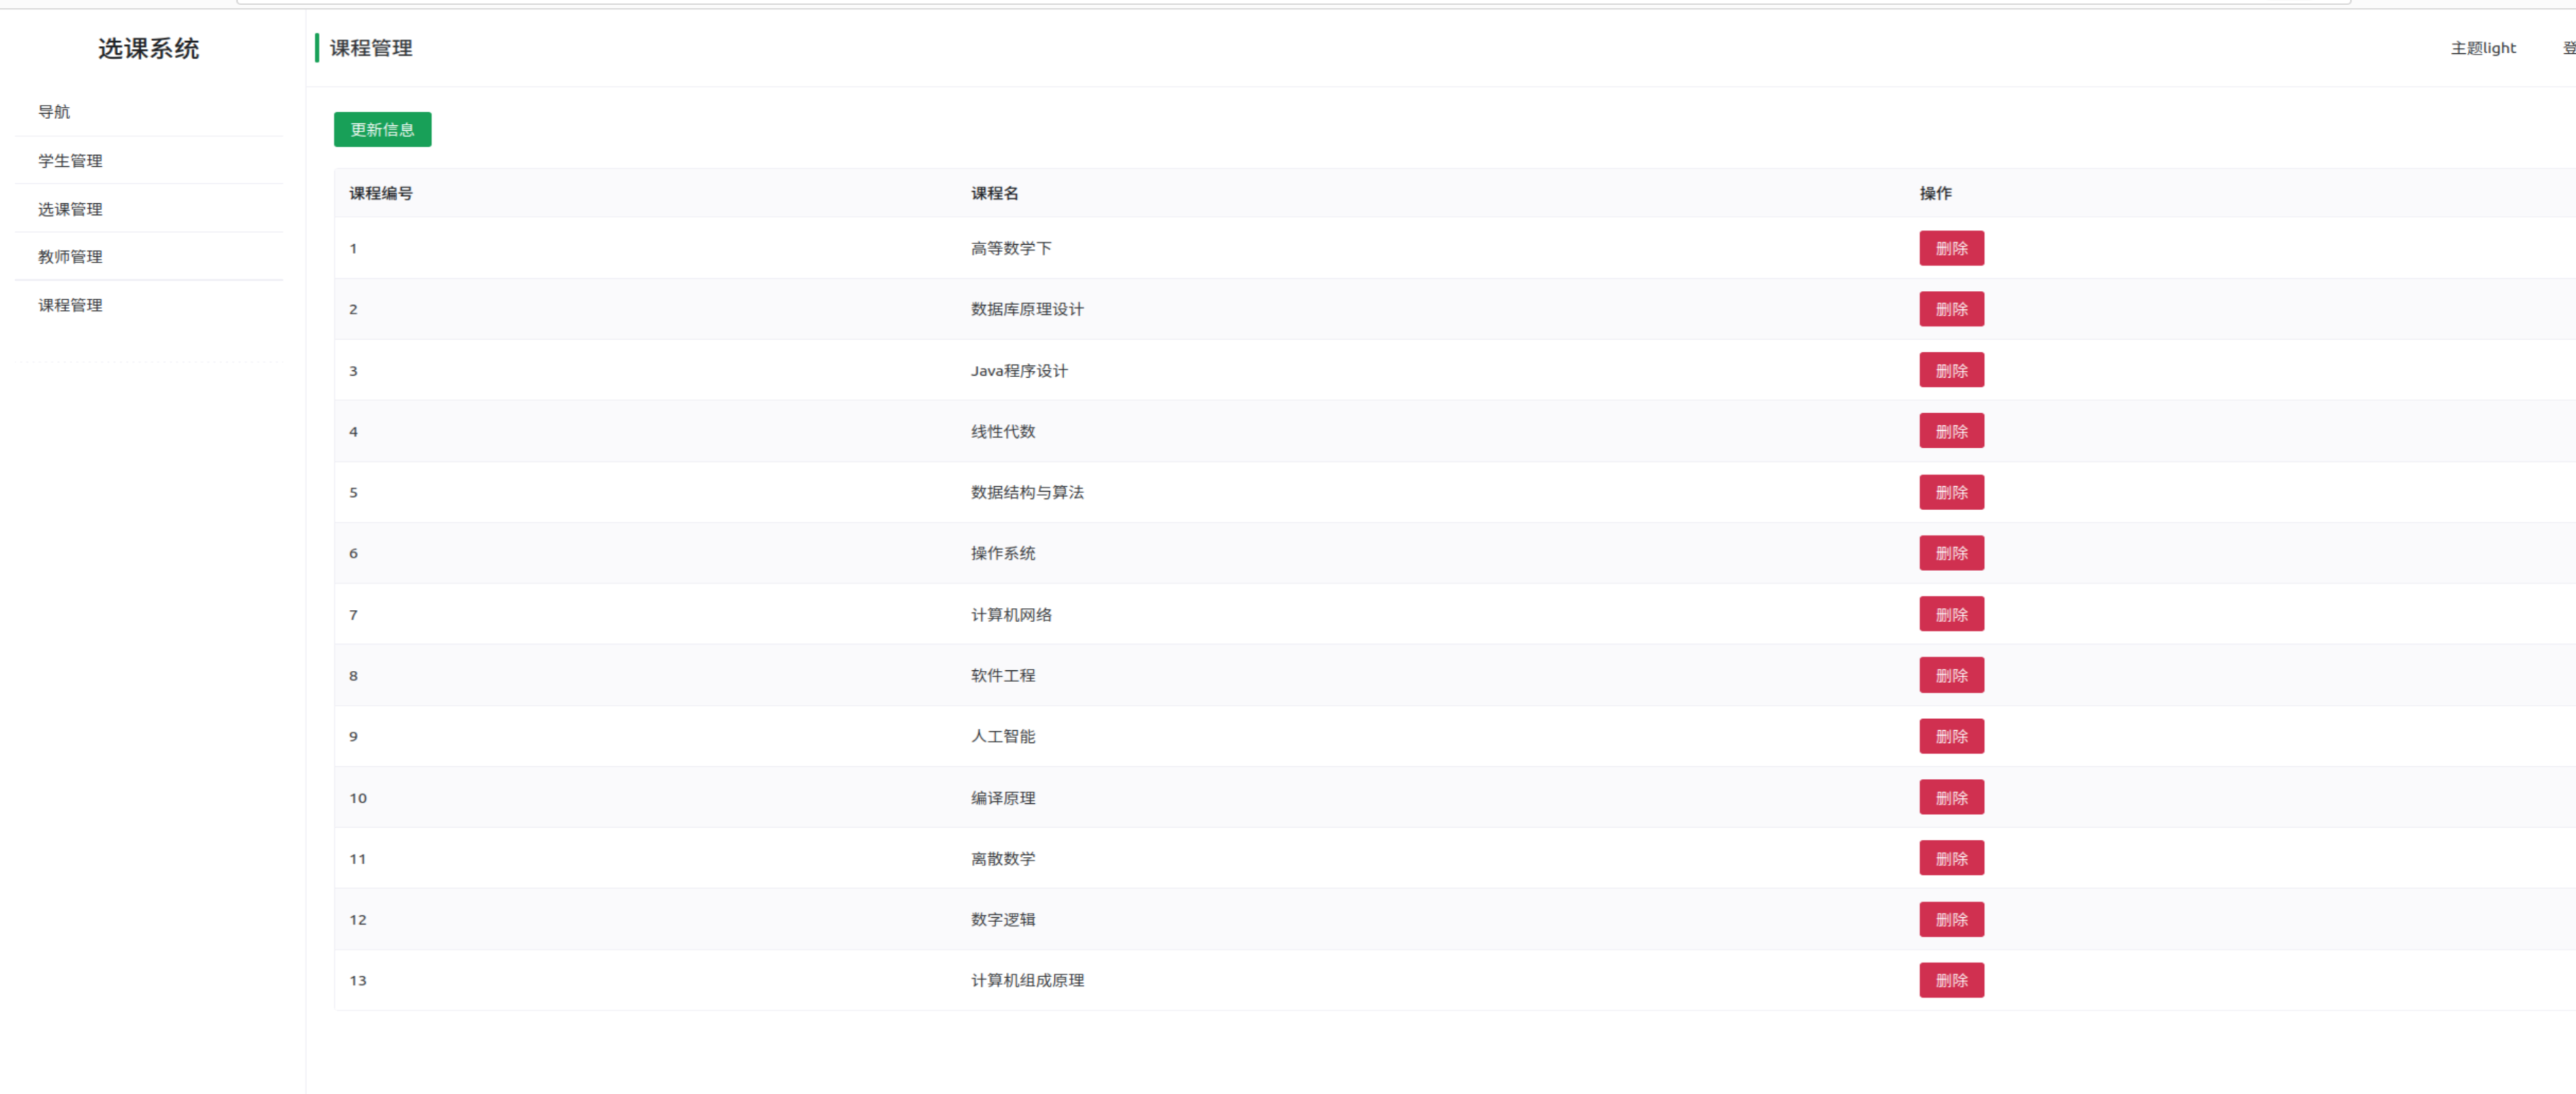 选课系统
导航
学生管理
选课管理
教师管理
课程管理
课程管理
主题light
更新信息
课程编号 课程名 操作
1 高等数学下 删除
2 数据库原理设计 删除
3 Java程序设计 删除
4 线性代数 删除
5 数据结构与算法 删除
6 操作系统 删除
7 计算机网络 删除
8 软件工程 删除
9 人工智能 删除
10 编译原理 删除
11 离散数学 删除
12 数字逻辑 删除
13 计算机组成原理 删除